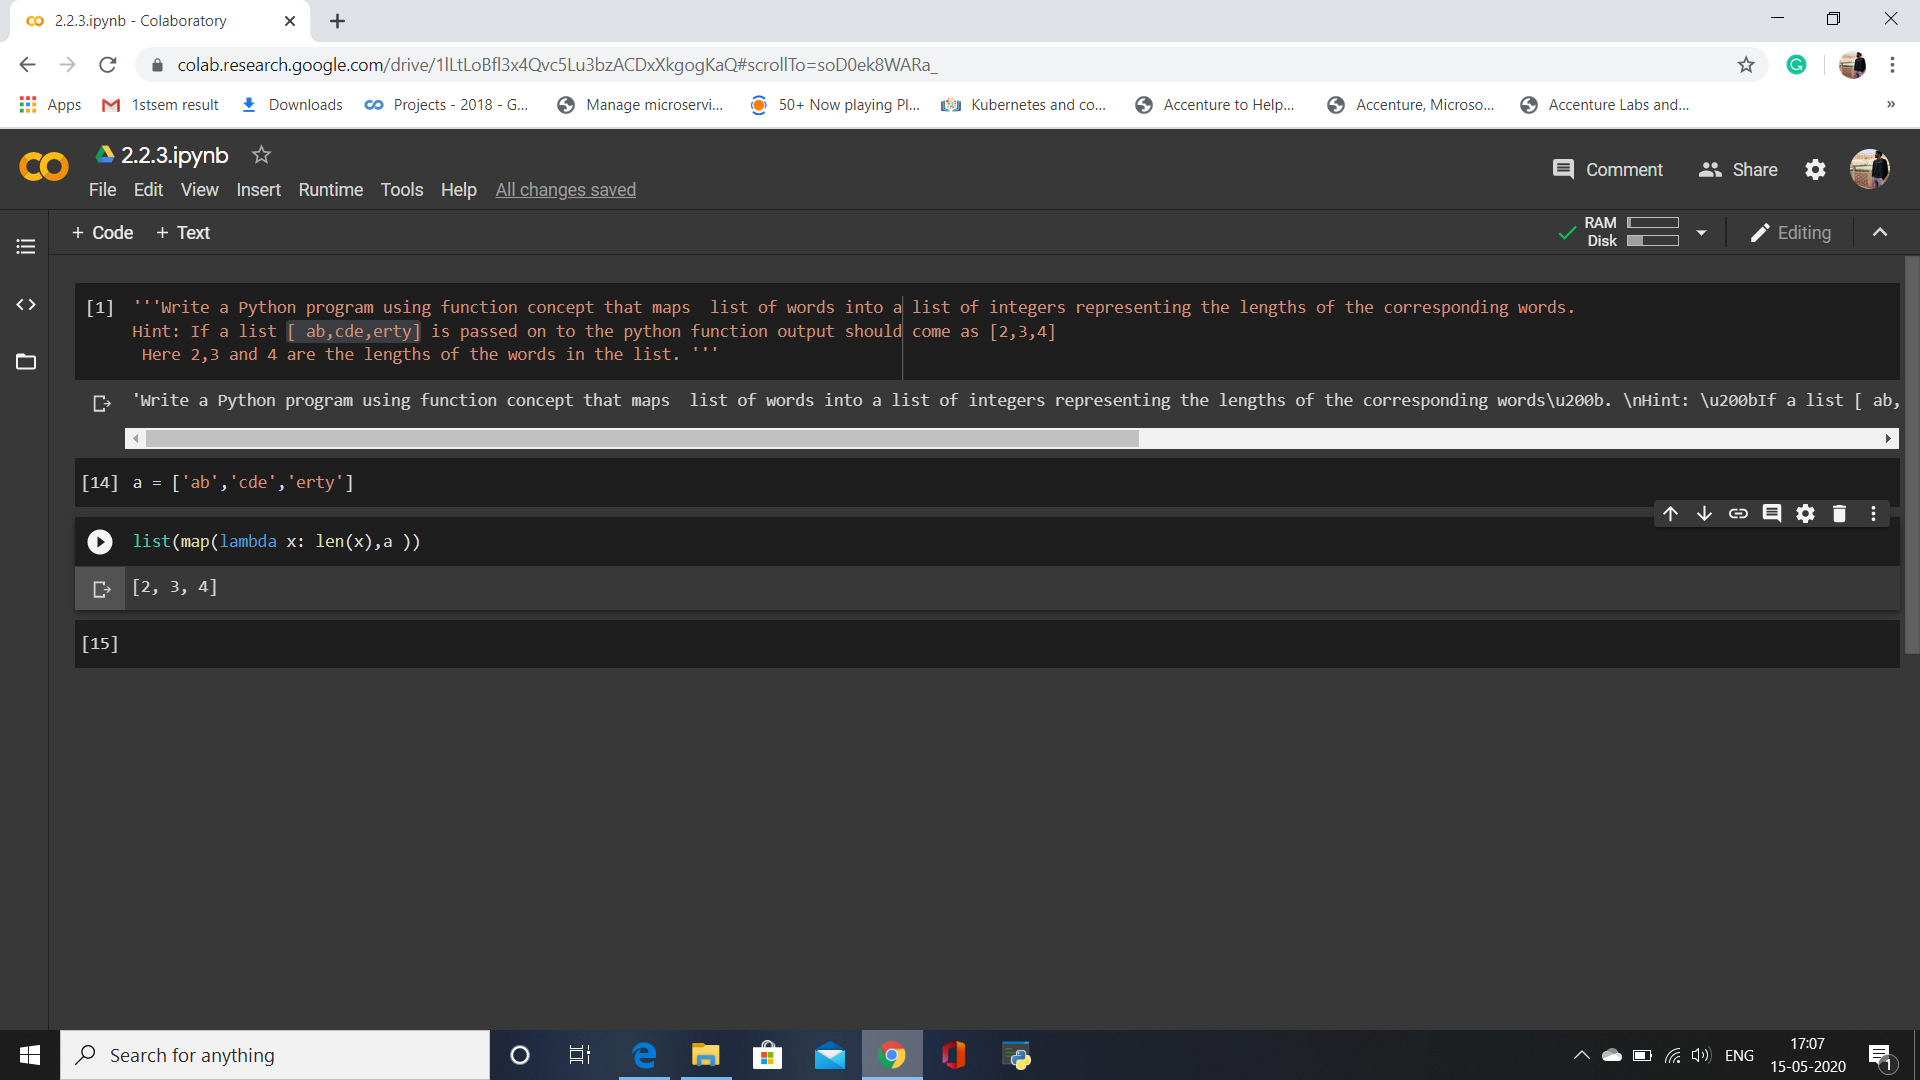 2.2.3.ipynb - Colaboratory
colab.research.google.com/drive/1lLtLoBfl3x4Qvc5Lu3bzACDxXkgogKaQ#scrollTo=soD0ek8WARa_
Apps 1stsem result Downloads Projects - 2018 - G... Manage microservi... 50+ Now playing Pl... Kubernetes and co... Accenture to Help... Accenture, Microso... Accenture Labs and... »
2.2.3.ipynb
Comment Share
File Edit View Insert Runtime Tools Help All changes saved
+ Code + Text
RAM
Disk
Editing
[1] '''Write a Python program using function concept that maps  list of words into a list of integers representing the lengths of the corresponding words.
Hint: If a list [ ab,cde,erty] is passed on to the python function output should come as [2,3,4]
Here 2,3 and 4 are the lengths of the words in the list. '''
'Write a Python program using function concept that maps  list of words into a list of integers representing the lengths of the corresponding words\u200b. \nHint: \u200bIf a list [ ab,
[14] a = ['ab','cde','erty']
list(map(lambda x: len(x),a ))
[2, 3, 4]
[15]
Search for anything
ENG
17:07
15-05-2020
1